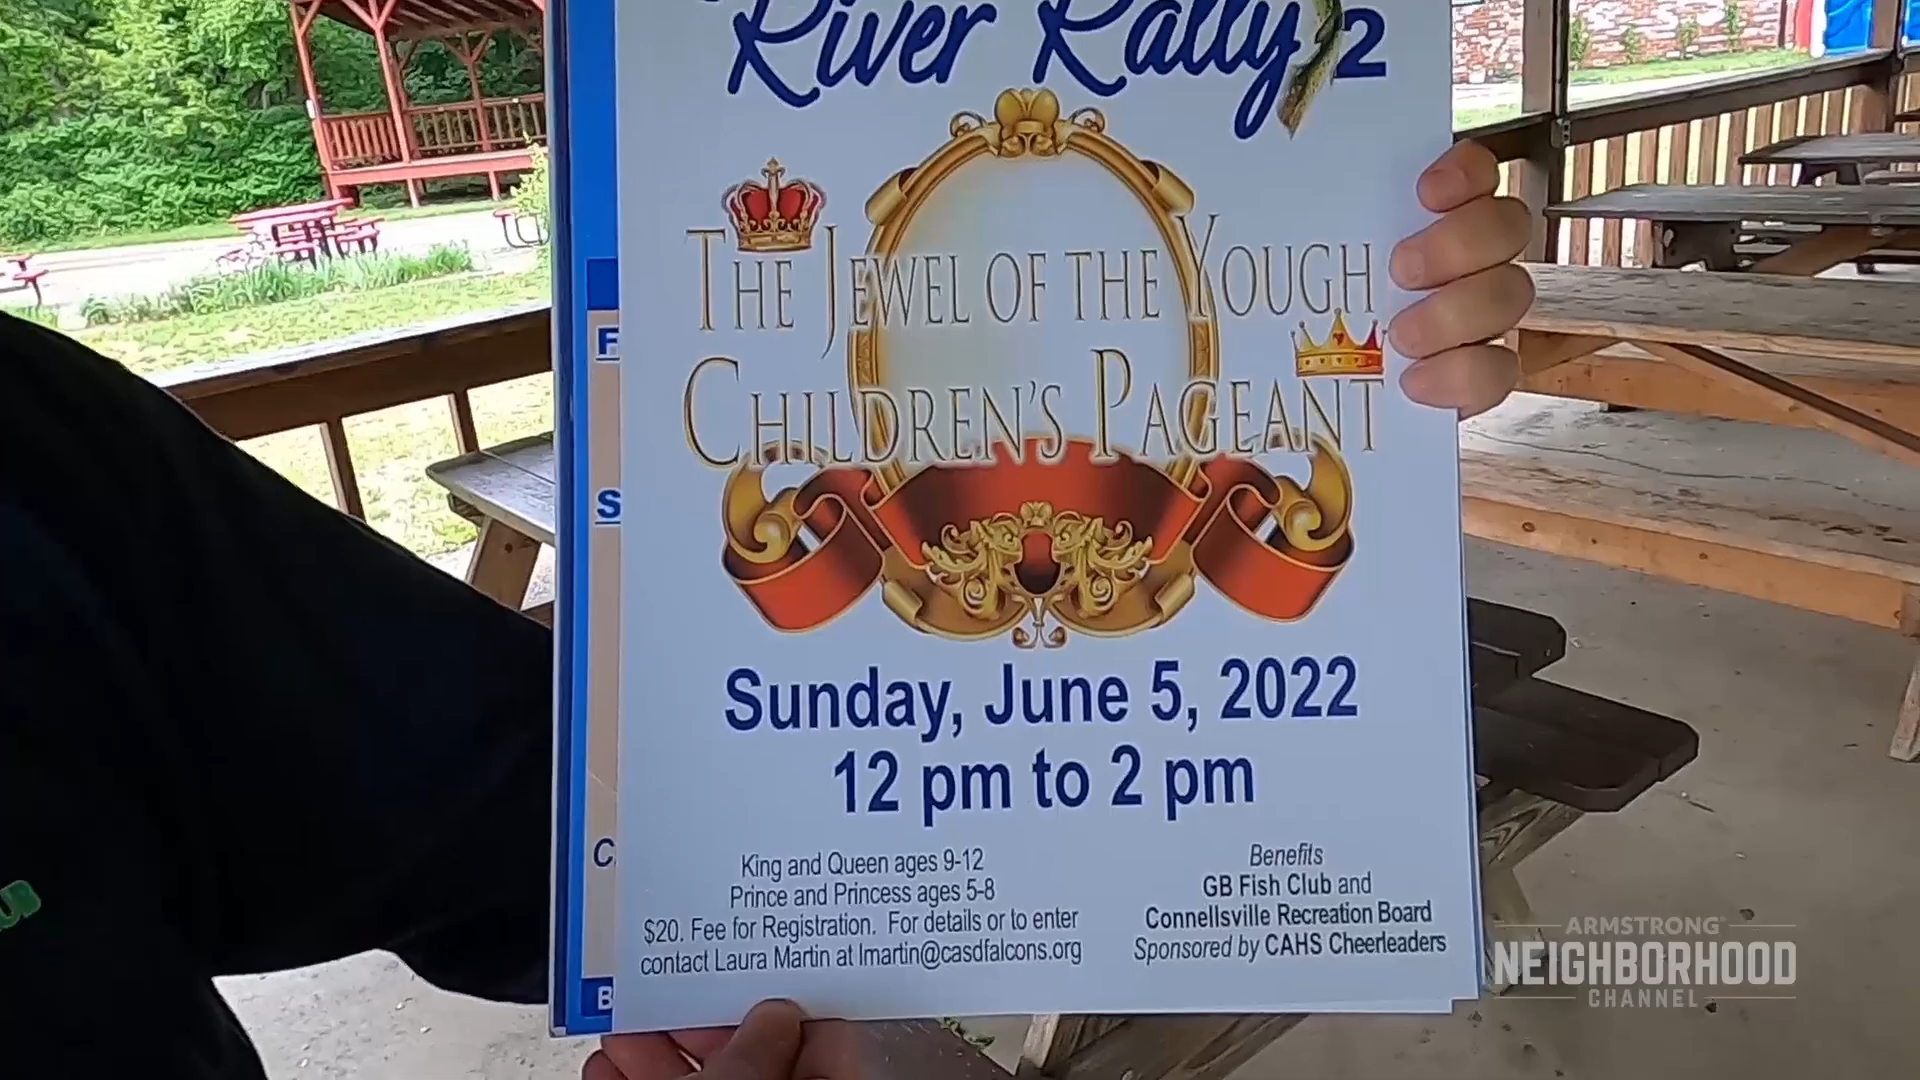 River Rally 2
THE JEWEL OF THE YOUGH
CHILDREN'S PAGEANT
Sunday, June 5, 2022
12 pm to 2 pm
King and Queen ages 9-12
Prince and Princess ages 5-8
$20. Fee for Registration. For details or to enter
contact Laura Martin at lmartin@casdfalcons.org
Benefits
GB Fish Club and
Connellsville Recreation Board
Sponsored by CAHS Cheerleaders
F
S
C
B
ARMSTRONG®
NEIGHBORHOOD
CHANNEL